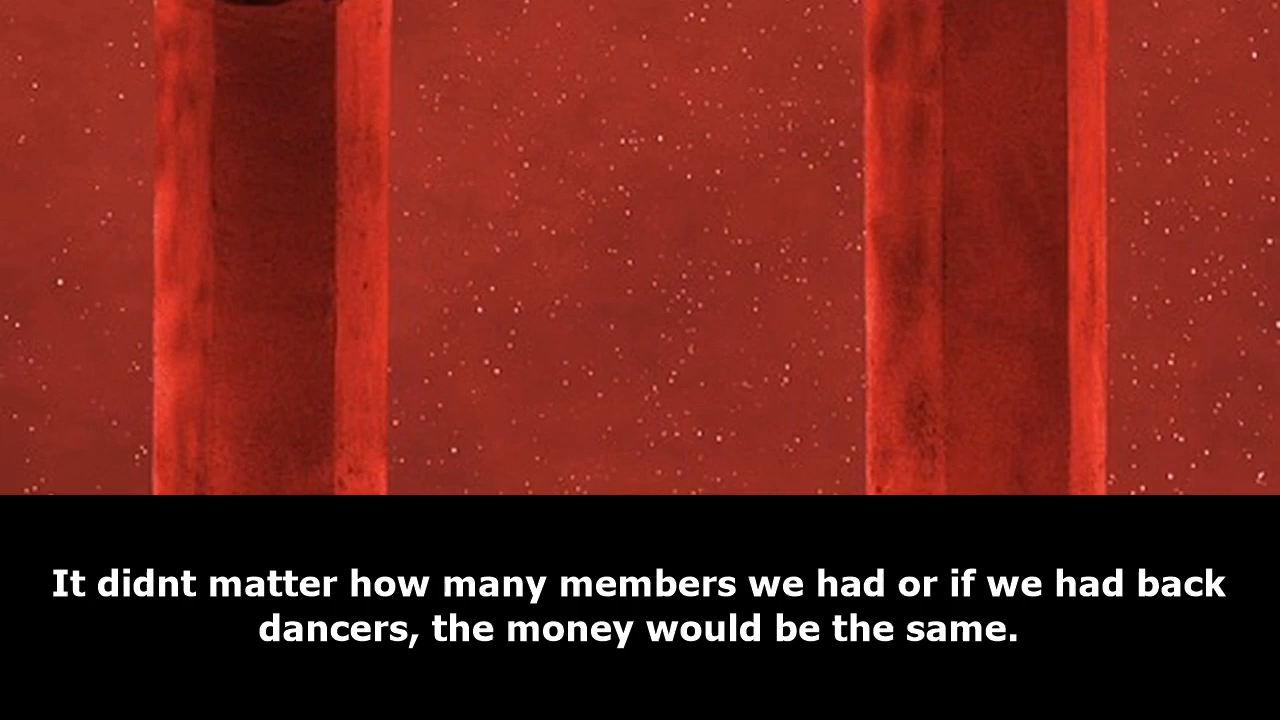 It didnt matter how many members we had or if we had back
dancers, the money would be the same.